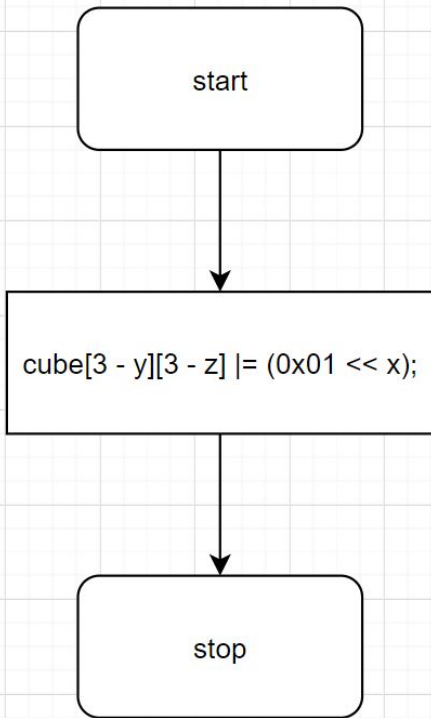 start
cube[3 - y][3 - z] |= (0x01 << x);
stop